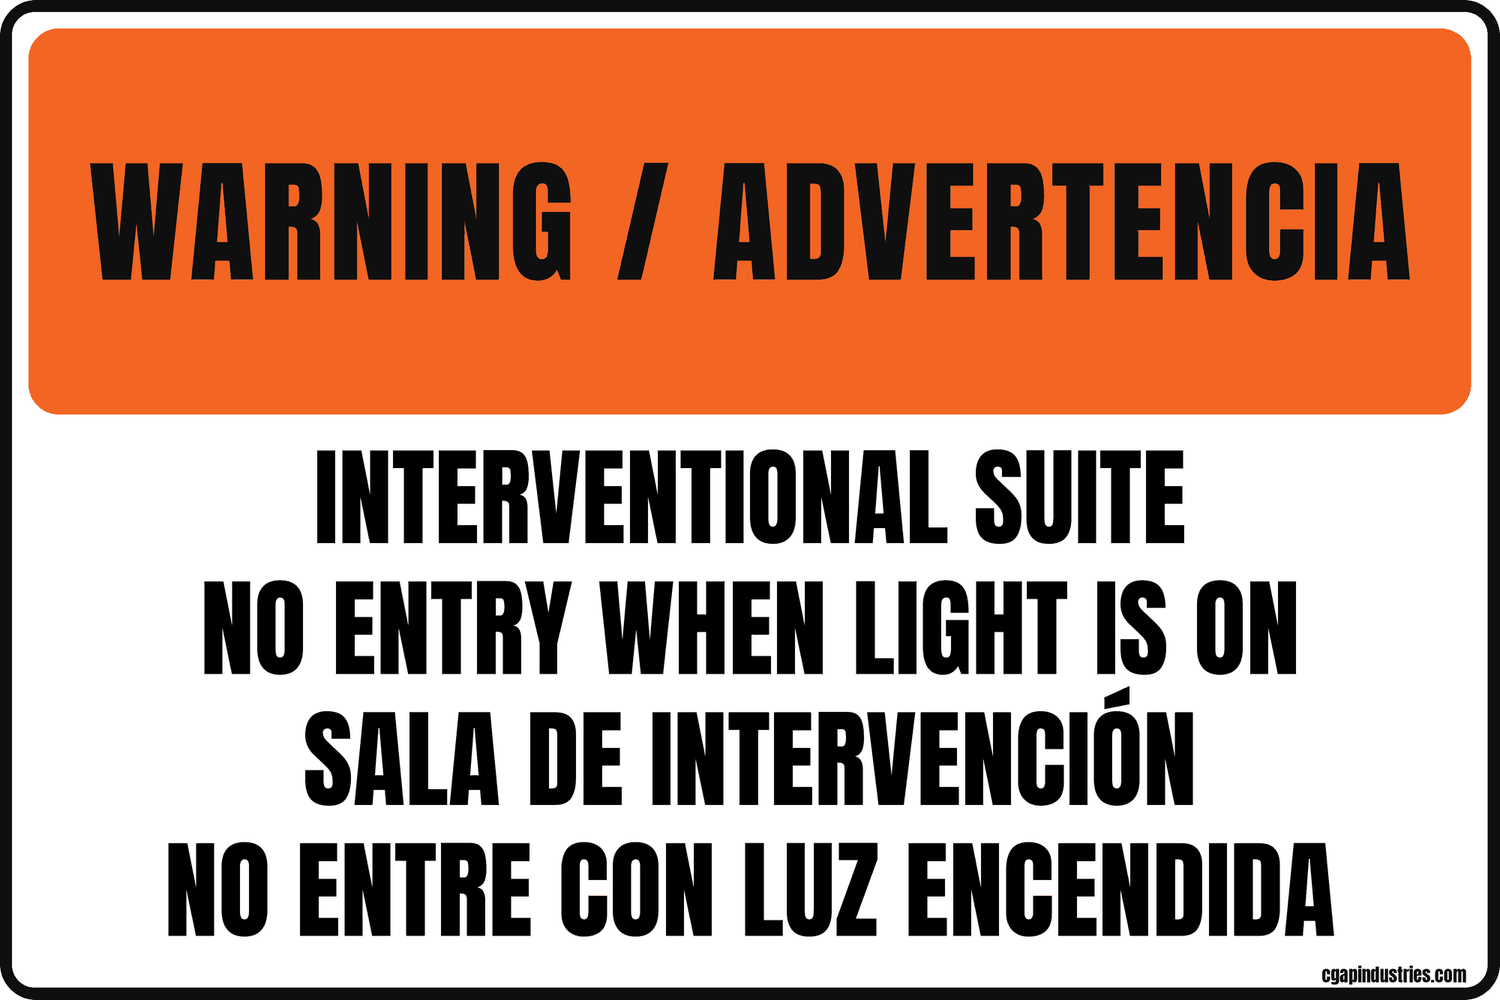 WARNING / ADVERTENCIA
INTERVENTIONAL SUITE
NO ENTRY WHEN LIGHT IS ON
SALA DE INTERVENCIÓN
NO ENTRE CON LUZ ENCENDIDA
cgapindustries.com